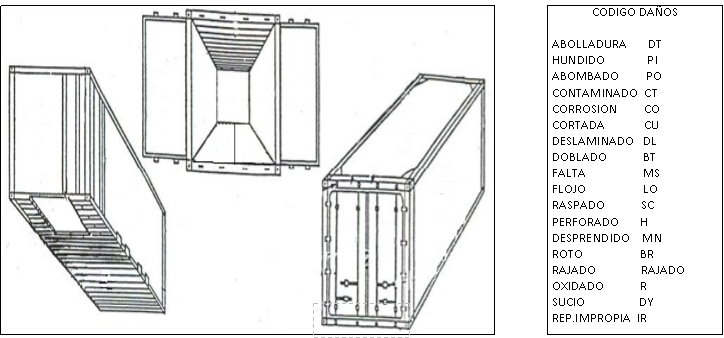 CODIGO DAÑOS
ABOLLADURA DT
HUNDIDO PI
ABOMBADO PO
CONTAMINADO CT
CORROSION CO
CORTADA CU
DESLAMINADO DL
DOBLADO BT
FALTA MS
FLOJO LO
RASPADO SC
PERFORADO H
DESPRENDIDO MN
ROTO BR
RAJADO RAJADO
OXIDADO R
SUCIO DY
REP.IMPROPIA IR